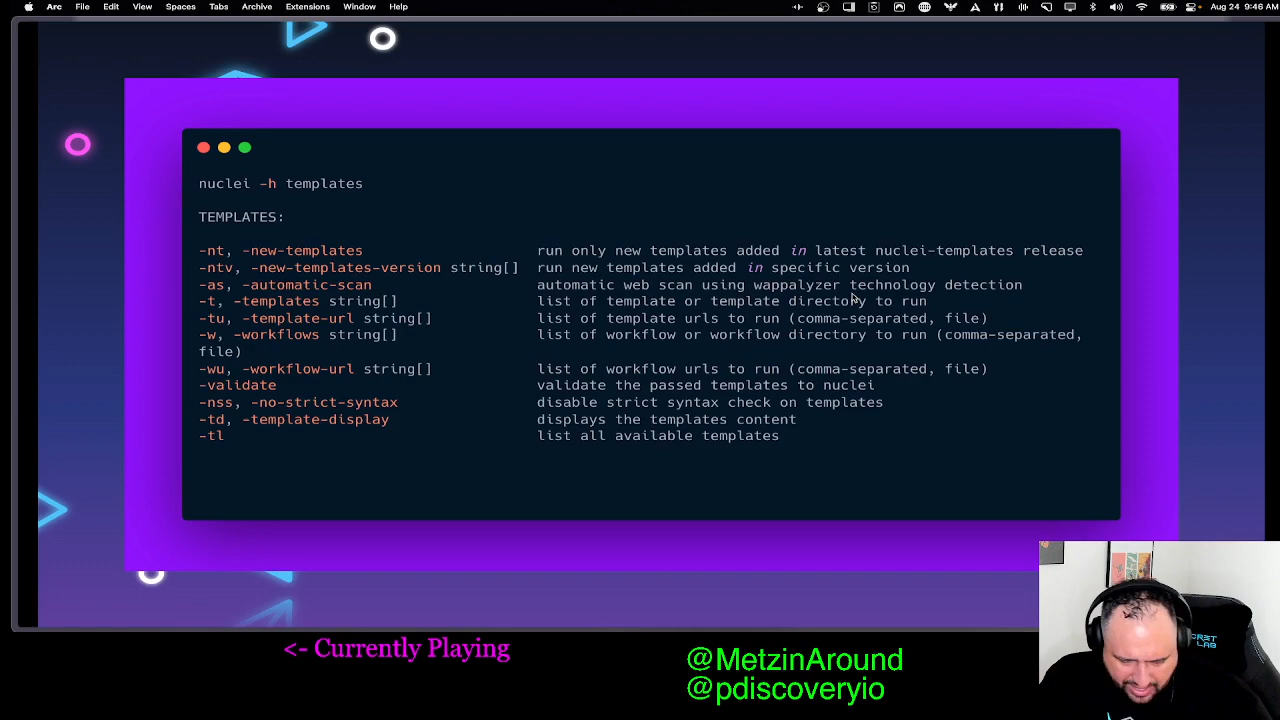 Arc File Edit View Spaces Tabs Archive Extensions Window Help Aug 24 9:46 AM
nuclei -h templates
TEMPLATES:
-nt, -new-templates run only new templates added in latest nuclei-templates release
-ntv, -new-templates-version string[] run new templates added in specific version
-as, -automatic-scan automatic web scan using wappalyzer technology detection
-t, -templates string[] list of template or template directory to run
-tu, -template-url string[] list of template urls to run (comma-separated, file)
-w, -workflows string[] list of workflow or workflow directory to run (comma-separated,
file)
-wu, -workflow-url string[] list of workflow urls to run (comma-separated, file)
-validate validate the passed templates to nuclei
-nss, -no-strict-syntax disable strict syntax check on templates
-td, -template-display displays the templates content
-tl list all available templates
<- Currently Playing
@MetzinAround
@pdiscoveryio